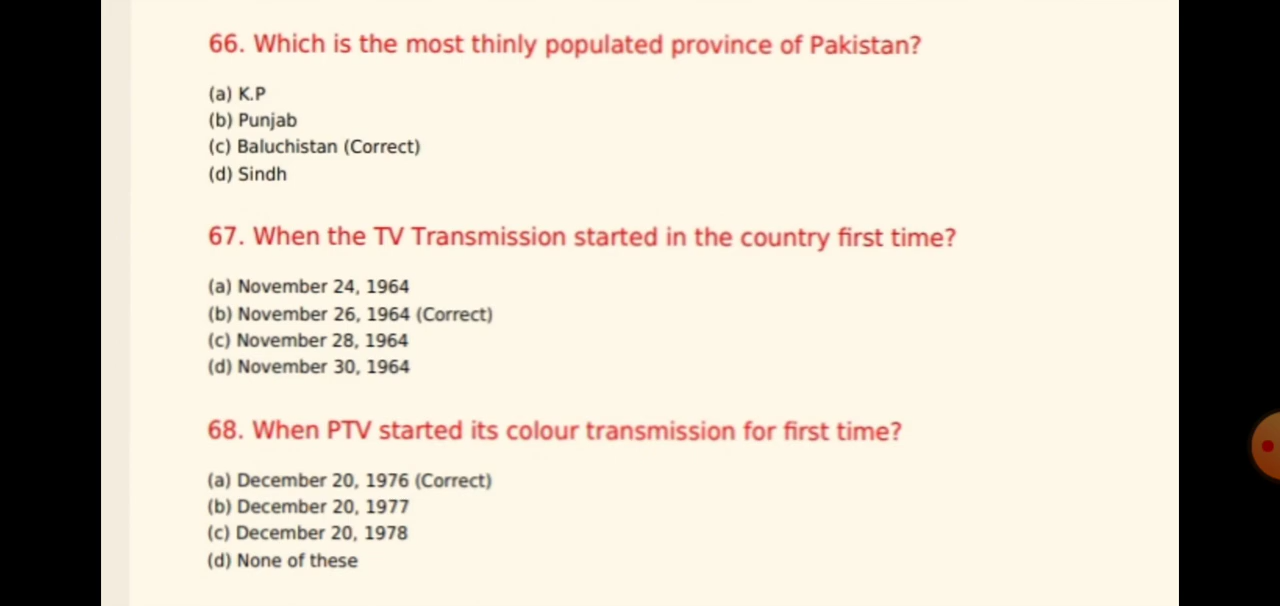 66. Which is the most thinly populated province of Pakistan?
(a) K.P
(b) Punjab
(c) Baluchistan (Correct)
(d) Sindh
67. When the TV Transmission started in the country first time?
(a) November 24, 1964
(b) November 26, 1964 (Correct)
(c) November 28, 1964
(d) November 30, 1964
68. When PTV started its colour transmission for first time?
(a) December 20, 1976 (Correct)
(b) December 20, 1977
(c) December 20, 1978
(d) None of these